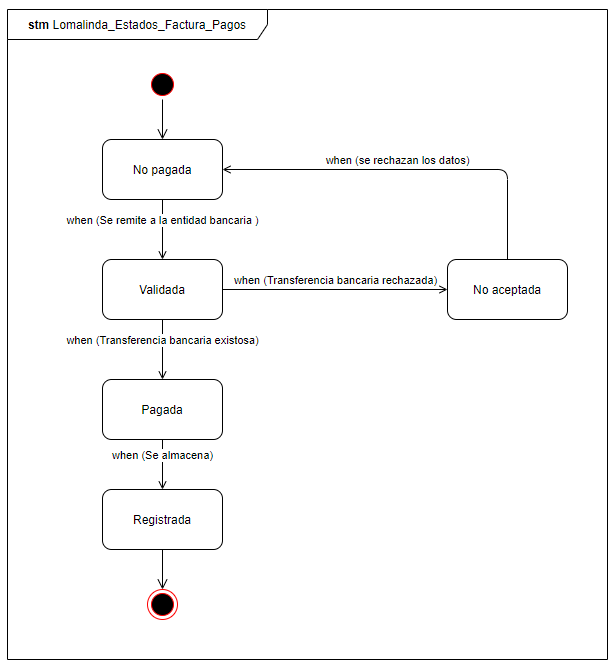 stm Lomalinda_Estados_Factura_Pagos
when (se rechazan los datos)
No pagada
when (Se remite a la entidad bancaria )
Validada
when (Transferencia bancaria rechazada)
No aceptada
when (Transferencia bancaria existosa)
Pagada
when (Se almacena)
Registrada